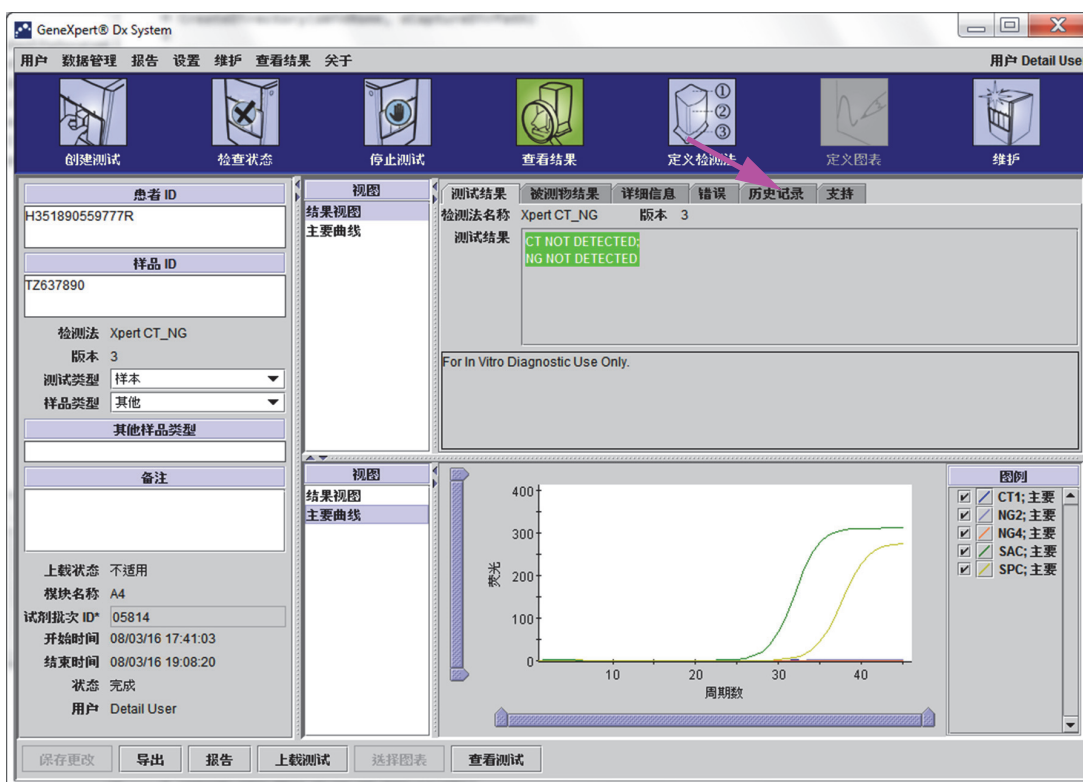 GeneXpert® Dx System
用户 数据管理 报告 设置 维护 查看结果 关于
用户 Detail Use
创建测试 检查状态 停止测试 查看结果 定义检测法 定义图表 维护
患者 ID
H351890559777R
样品 ID
TZ637890
检测法 Xpert CT_NG
版本 3
测试类型 样本
样品类型 其他
其他样品类型
备注
上载状态 不适用
模块名称 A4
试剂批次 ID* 05814
开始时间 08/03/16 17:41:03
结束时间 08/03/16 19:08:20
状态 完成
用户 Detail User
视图
结果视图
主要曲线
测试结果 被测物结果 详细信息 错误 历史记录 支持
检测法名称 Xpert CT_NG 版本 3
测试结果 CT NOT DETECTED;
NG NOT DETECTED
For In Vitro Diagnostic Use Only.
视图
结果视图
主要曲线
400
300
200
100
0
荧光
10 20 30 40
周期数
图例
CT1; 主要
NG2; 主要
NG4; 主要
SAC; 主要
SPC; 主要
保存更改 导出 报告 上载测试 选择图表 查看测试